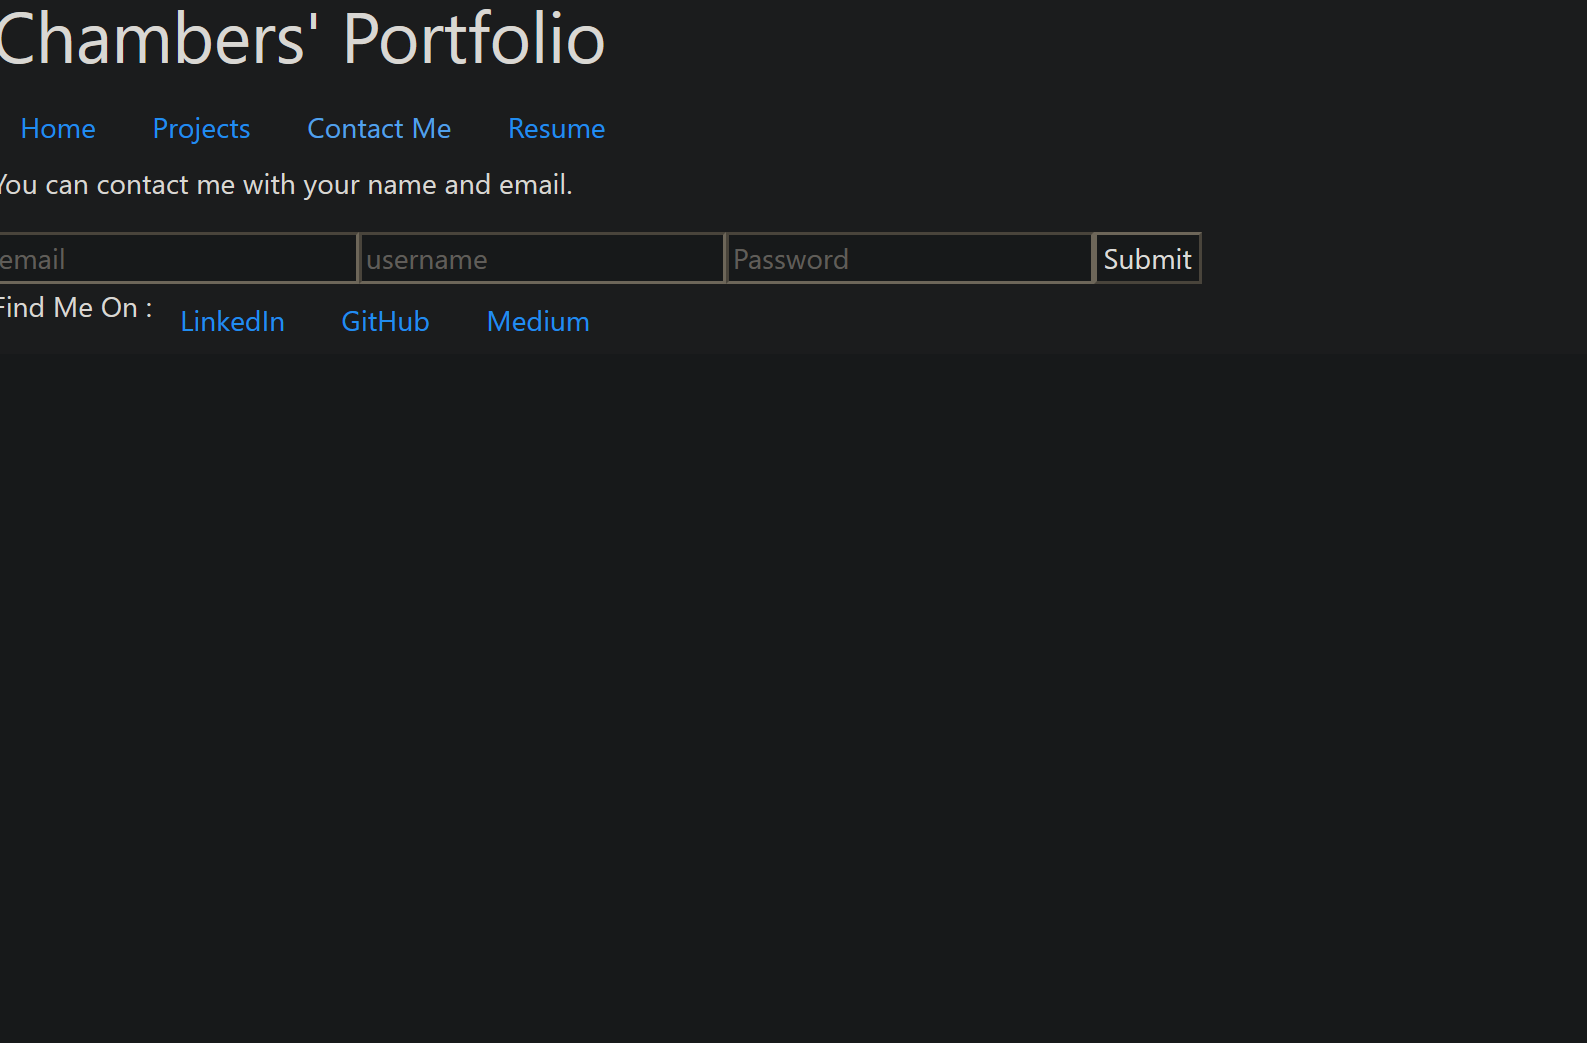 Chambers' Portfolio
Home Projects Contact Me Resume
You can contact me with your name and email.
email username Password Submit
Find Me On :
LinkedIn GitHub Medium